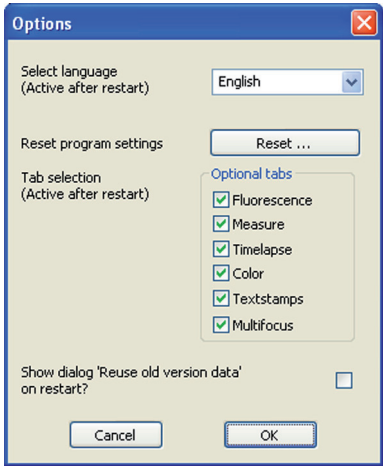 Options
Select language
(Active after restart)
English
Reset program settings
Reset ...
Tab selection
(Active after restart)
Optional tabs
Fluorescence
Measure
Timelapse
Color
Textstamps
Multifocus
Show dialog 'Reuse old version data'
on restart?
Cancel
OK